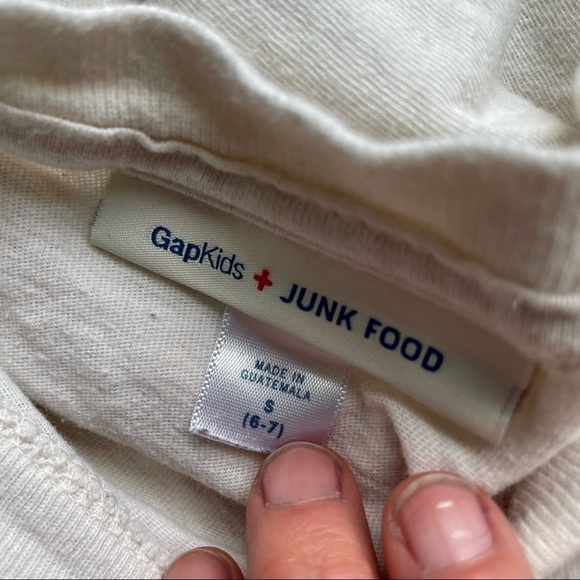 GapKids + JUNK FOOD
MADE IN
GUATEMALA
S
(6-7)